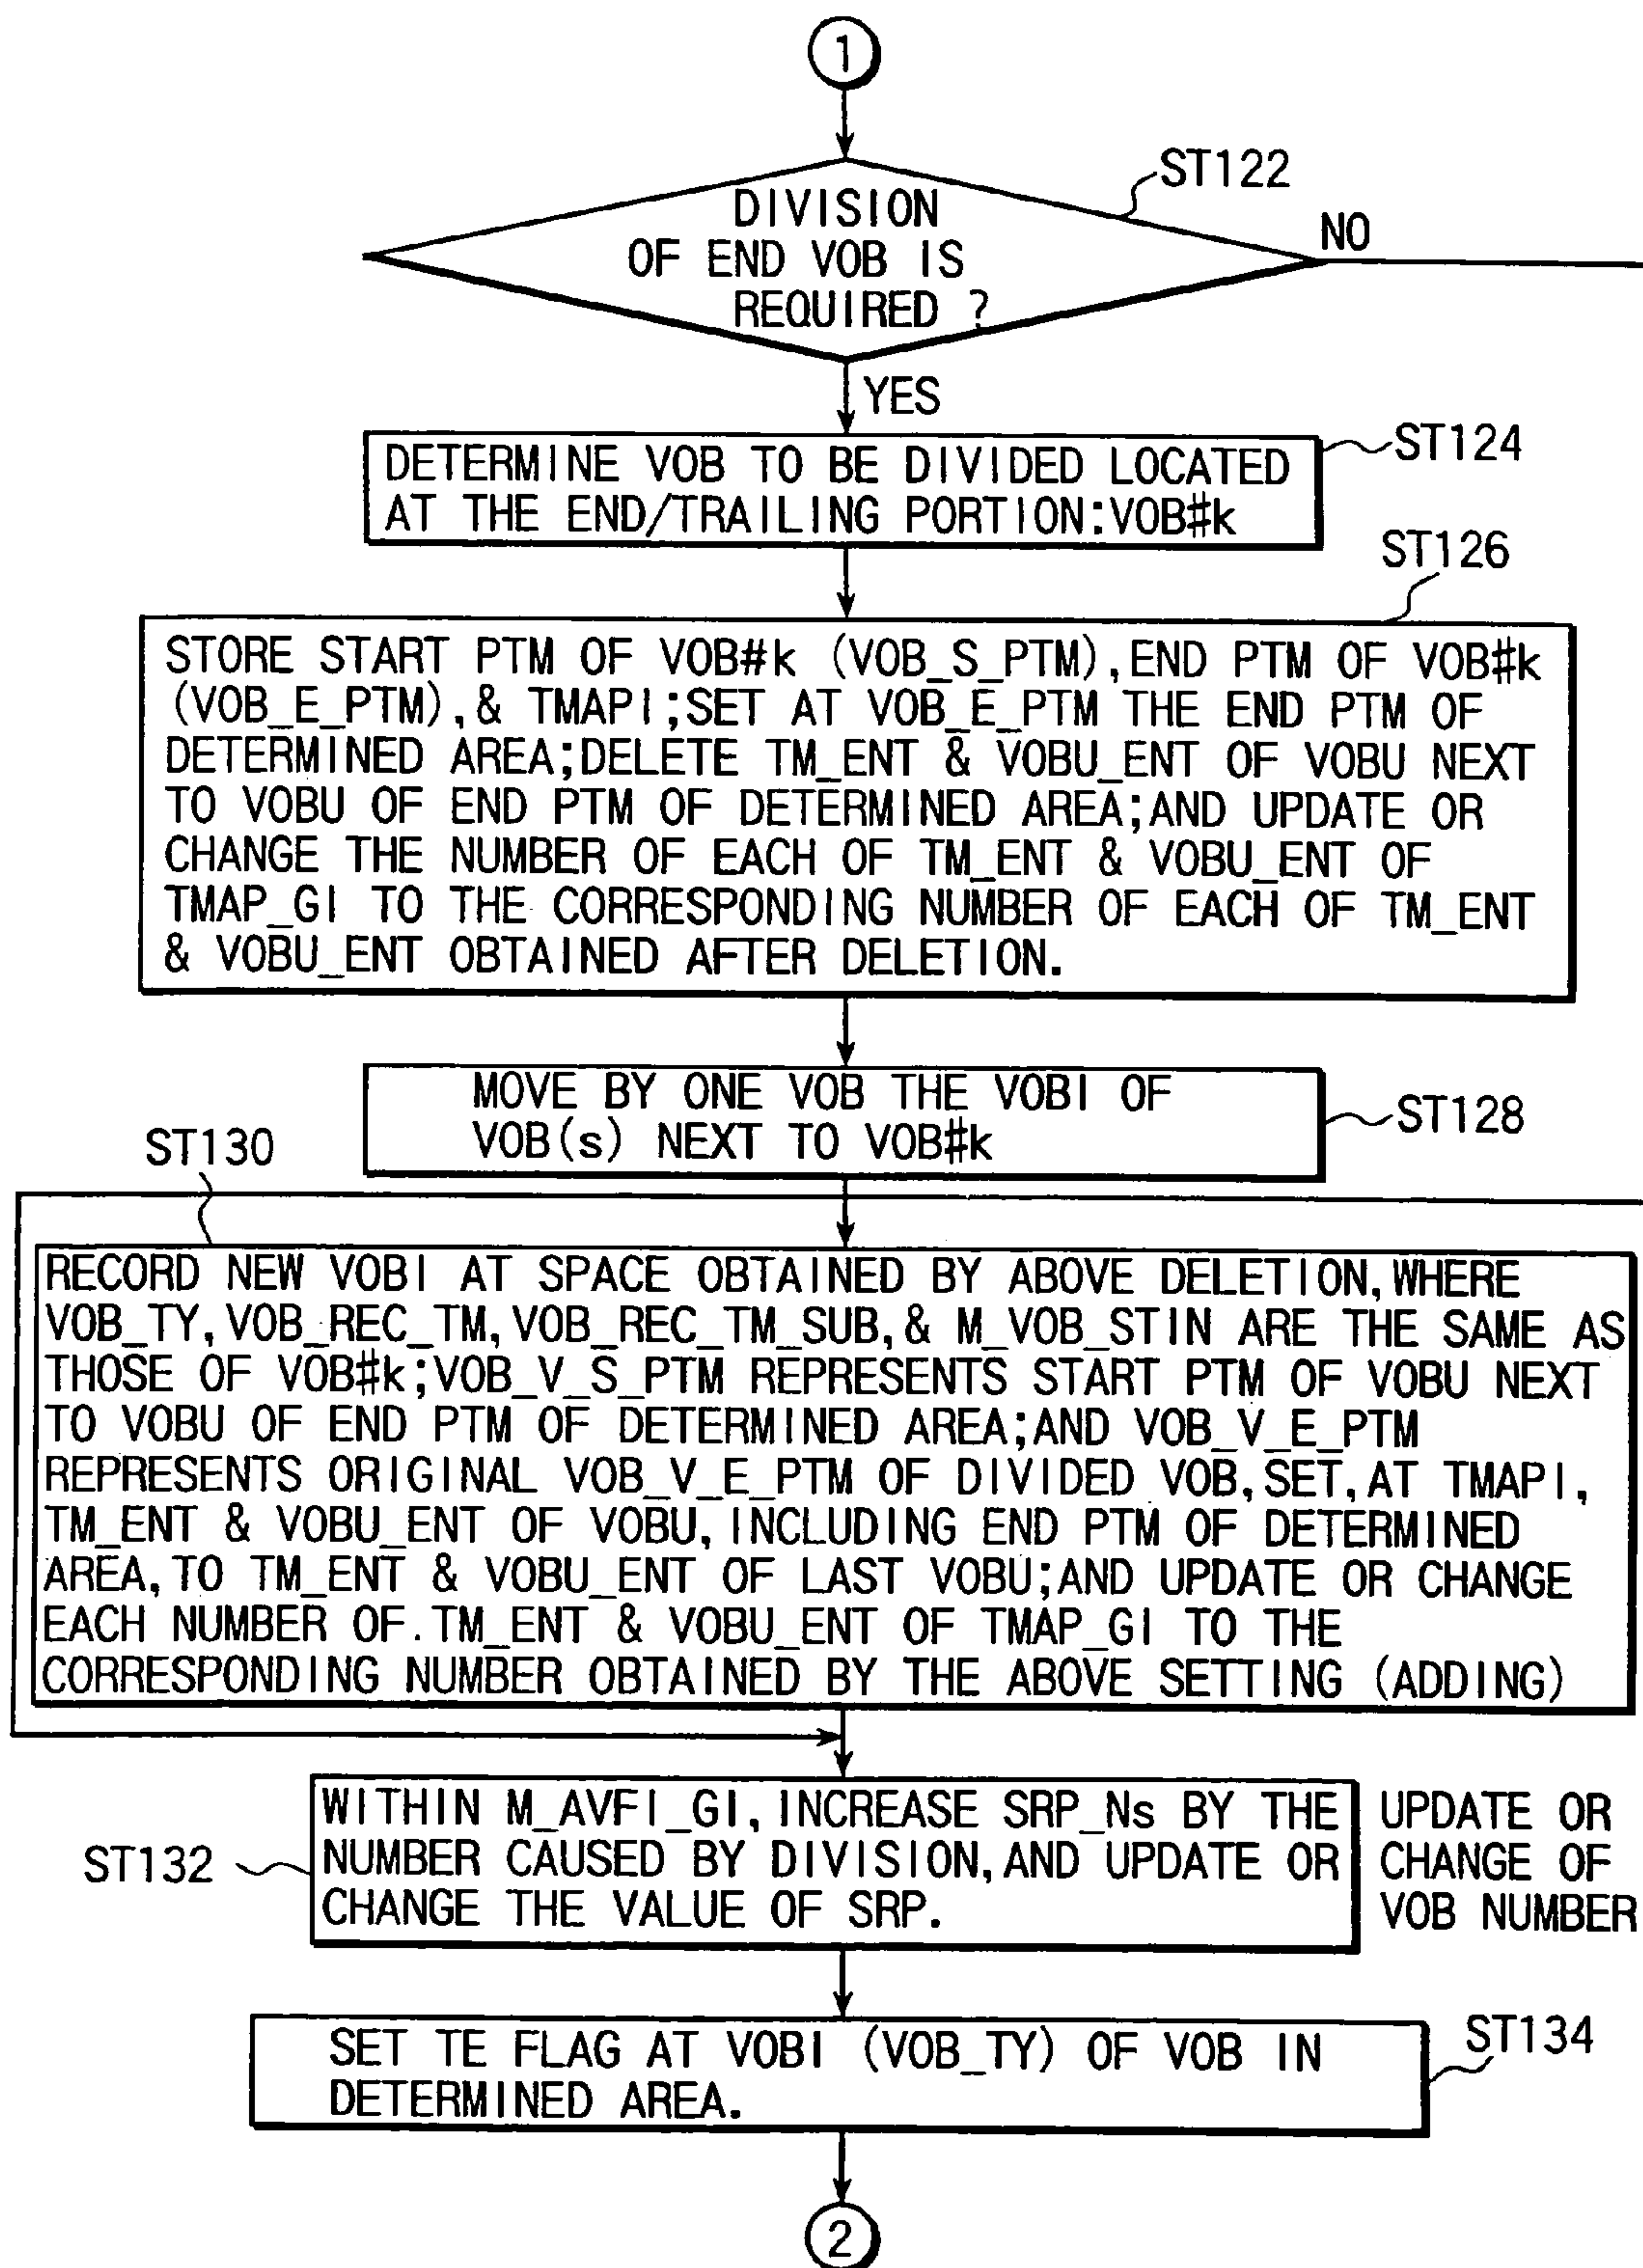 1
ST122
DIVISION
OF END VOB IS
REQUIRED ?
NO
YES
ST124
DETERMINE VOB TO BE DIVIDED LOCATED
AT THE END/TRAILING PORTION:VOB#k
ST126
STORE START PTM OF VOB#k (VOB_S_PTM),END PTM OF VOB#k
(VOB_E_PTM),& TMAPI;SET AT VOB_E_PTM THE END PTM OF
DETERMINED AREA;DELETE TM_ENT & VOBU_ENT OF VOBU NEXT
TO VOBU OF END PTM OF DETERMINED AREA;AND UPDATE OR
CHANGE THE NUMBER OF EACH OF TM_ENT & VOBU_ENT OF
TMAP_GI TO THE CORRESPONDING NUMBER OF EACH OF TM_ENT
& VOBU_ENT OBTAINED AFTER DELETION.
MOVE BY ONE VOB THE VOBI OF
VOB(s) NEXT TO VOB#k
ST128
ST130
RECORD NEW VOBI AT SPACE OBTAINED BY ABOVE DELETION,WHERE
VOB_TY,VOB_REC_TM,VOB_REC_TM_SUB,& M_VOB_STIN ARE THE SAME AS
THOSE OF VOB#k;VOB_V_S_PTM REPRESENTS START PTM OF VOBU NEXT
TO VOBU OF END PTM OF DETERMINED AREA;AND VOB_V_E_PTM
REPRESENTS ORIGINAL VOB_V_E_PTM OF DIVIDED VOB,SET,AT TMAPI,
TM_ENT & VOBU_ENT OF VOBU,INCLUDING END PTM OF DETERMINED
AREA,TO TM_ENT & VOBU_ENT OF LAST VOBU;AND UPDATE OR CHANGE
EACH NUMBER OF TM_ENT & VOBU_ENT OF TMAP_GI TO THE
CORRESPONDING NUMBER OBTAINED BY THE ABOVE SETTING (ADDING)
ST132
WITHIN M_AVFI_GI,INCREASE SRP_Ns BY THE
NUMBER CAUSED BY DIVISION,AND UPDATE OR
CHANGE THE VALUE OF SRP.
UPDATE OR
CHANGE OF
VOB NUMBER
SET TE FLAG AT VOBI (VOB_TY) OF VOB IN
DETERMINED AREA.
ST134
2